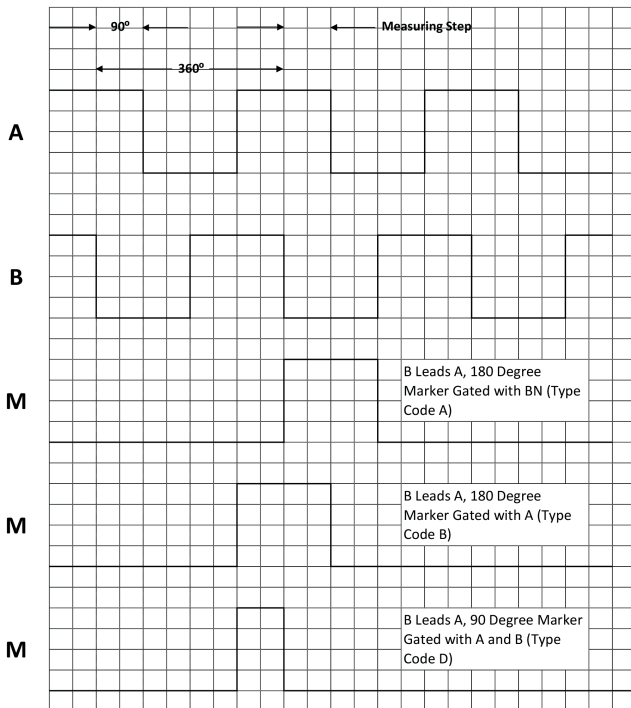 90º
Measuring Step
360º
A
B
M
B Leads A, 180 Degree
Marker Gated with BN (Type
Code A)
M
B Leads A, 180 Degree
Marker Gated with A (Type
Code B)
M
B Leads A, 90 Degree Marker
Gated with A and B (Type
Code D)